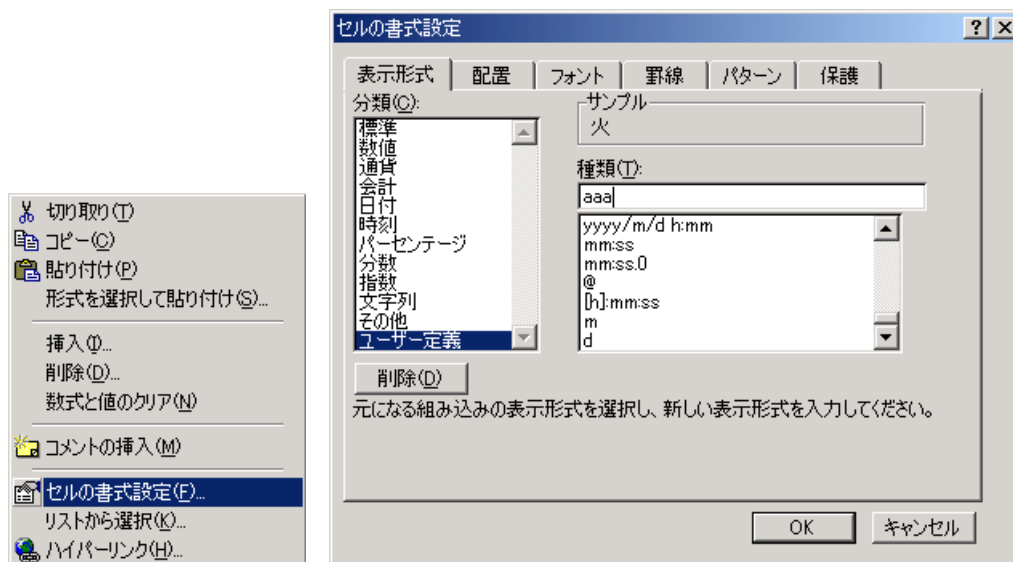 切り取り(T)
コピー(C)
貼り付け(P)
形式を選択して貼り付け(S)...
挿入(I)...
削除(D)...
数式と値のクリア(N)
コメントの挿入(M)
セルの書式設定(F)...
リストから選択(K)...
ハイパーリンク(H)...
セルの書式設定
表示形式 配置 フォント 罫線 パターン 保護
分類(C):
標準
数値
通貨
会計
日付
時刻
パーセンテージ
分数
指数
文字列
その他
ユーザー定義
サンプル
火
種類(T):
aaa
yyyy/m/d h:mm
mm:ss
mm:ss.0
@
[h]:mm:ss
m
d
削除(D)
元になる組み込みの表示形式を選択し、新しい表示形式を入力してください。
OK キャンセル